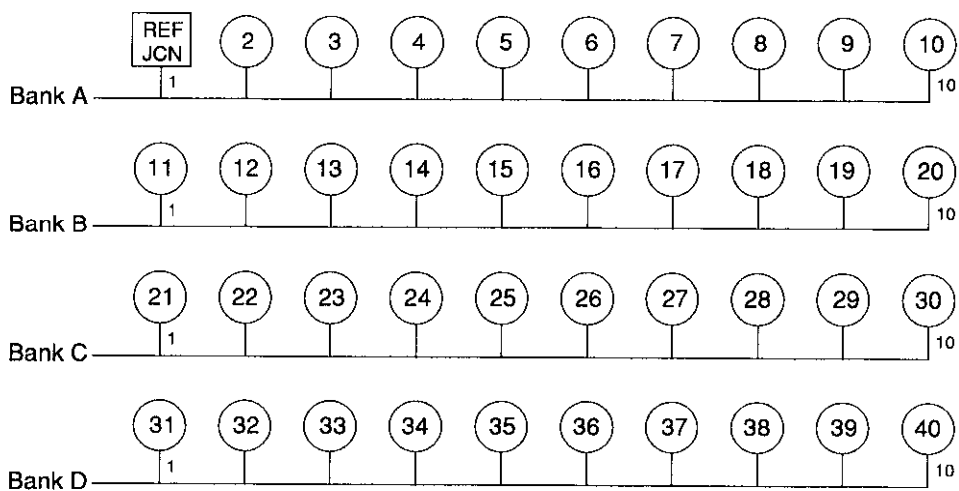 REF JCN 2 3 4 5 6 7 8 9 10
1 10
Bank A
11 12 13 14 15 16 17 18 19 20
1 10
Bank B
21 22 23 24 25 26 27 28 29 30
1 10
Bank C
31 32 33 34 35 36 37 38 39 40
1 10
Bank D